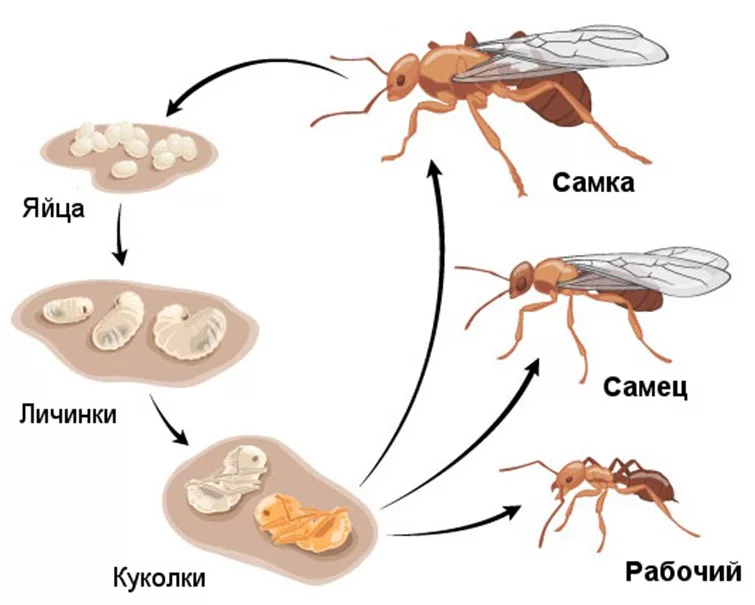 Самка
Яйца
Самец
Личинки
Рабочий
Куколки